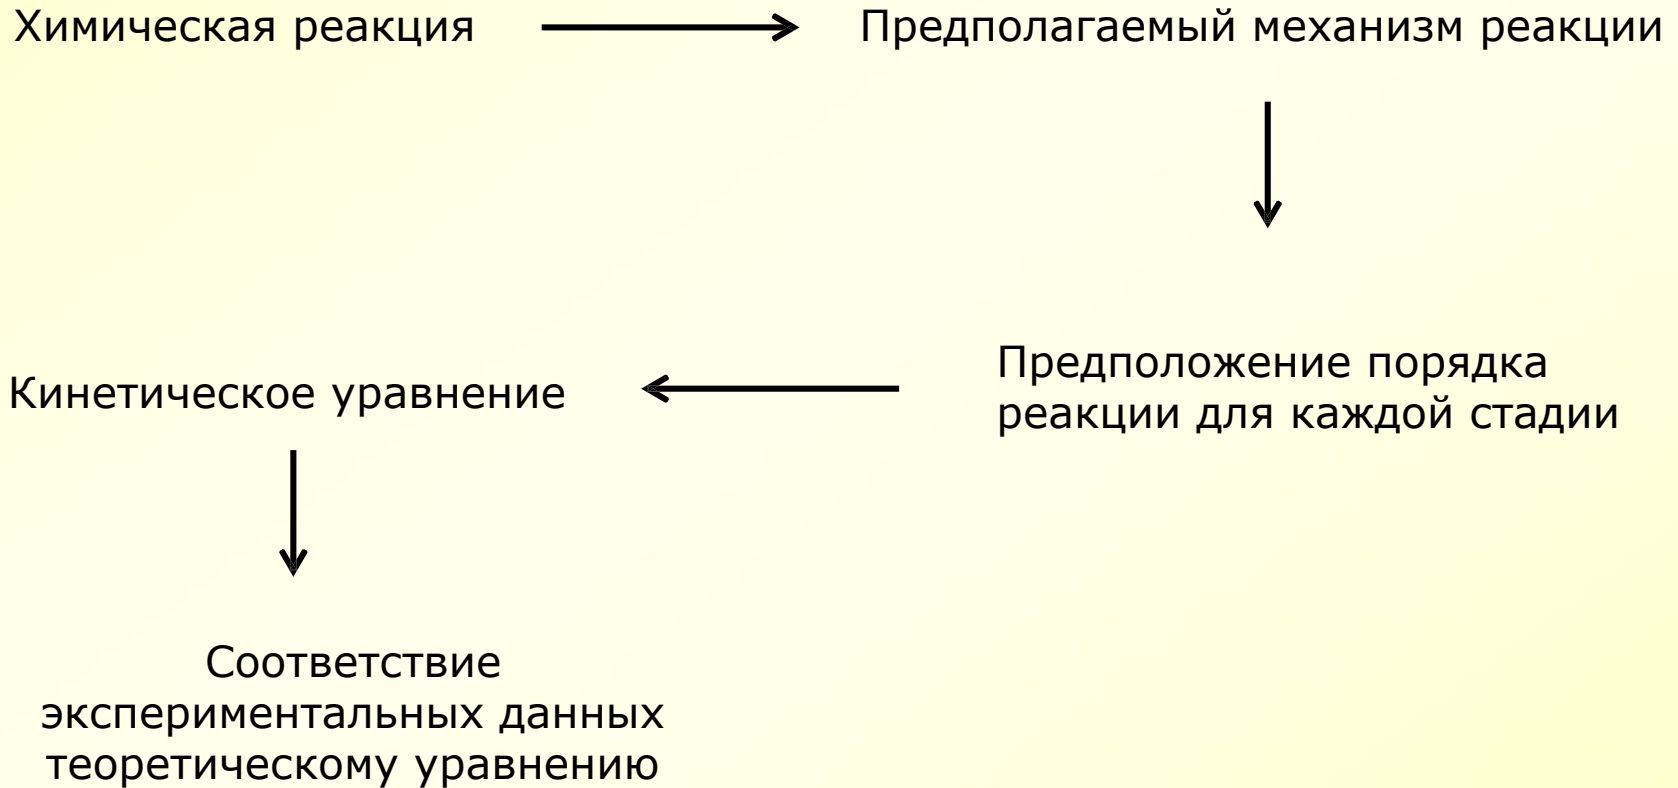 Химическая реакция
Предполагаемый механизм реакции
Предположение порядка
реакции для каждой стадии
Кинетическое уравнение
Соответствие
экспериментальных данных
теоретическому уравнению